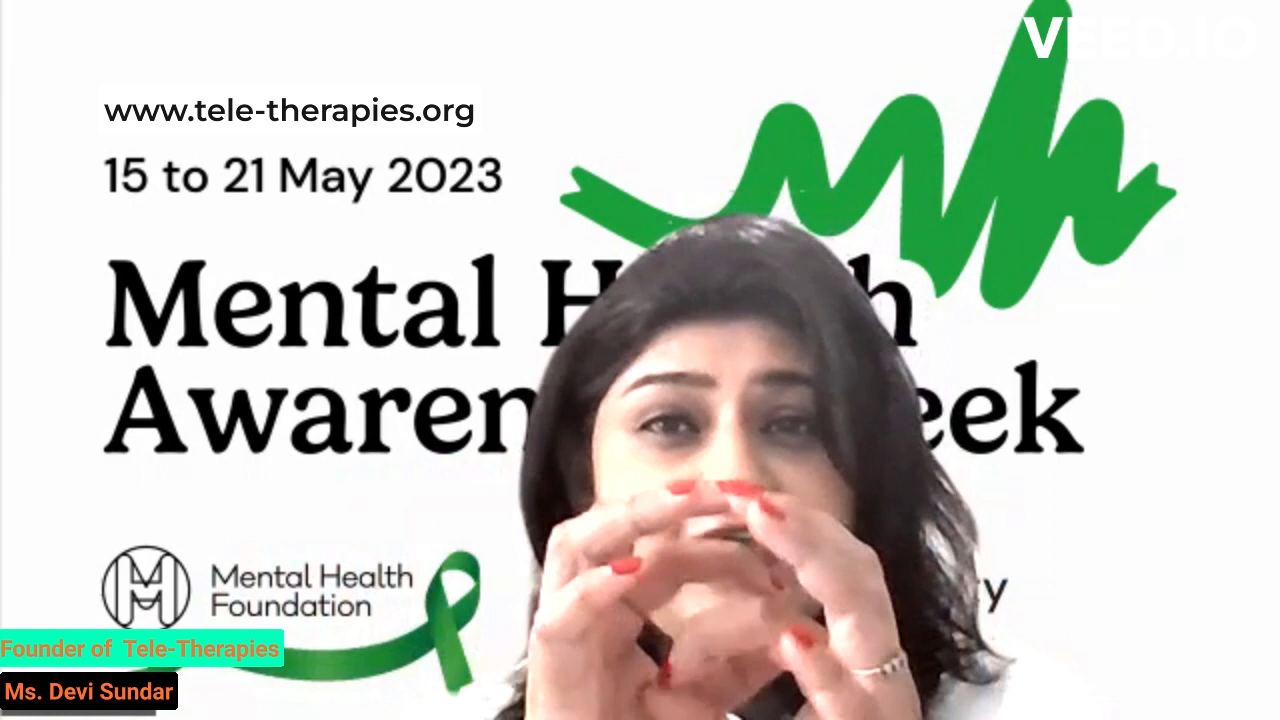 VEED.IO
www.tele-therapies.org
15 to 21 May 2023
Mental H h
Awaren eek
Mental Health
Foundation
y
Founder of Tele-Therapies
Ms. Devi Sundar